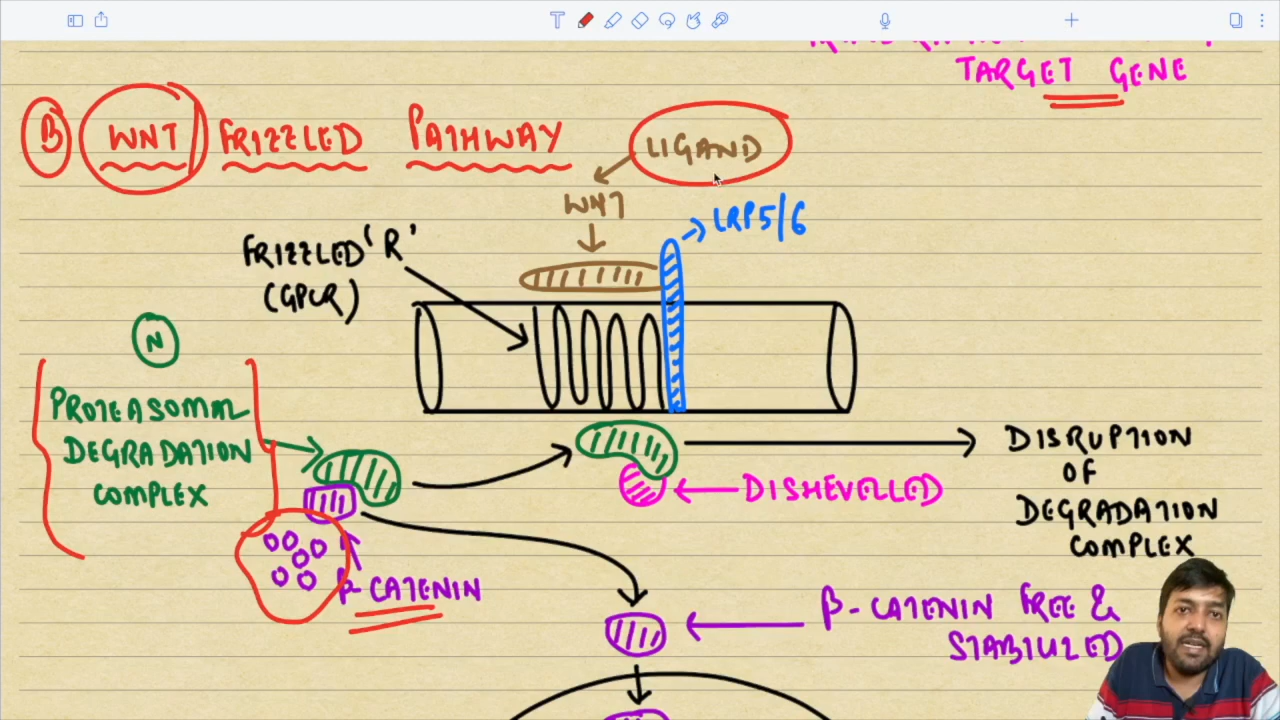 TARGET GENE
B WNT FRIZZLED PATHWAY
LIGAND
WNT
LRP5/6
FRIZZLED 'R'
(GPCR)
N
PROTEASOMAL
DEGRADATION
COMPLEX
DISRUPTION
OF
DEGRADATION
COMPLEX
DISHEVELLED
β-CATENIN
β-CATENIN FREE &
STABILIZED